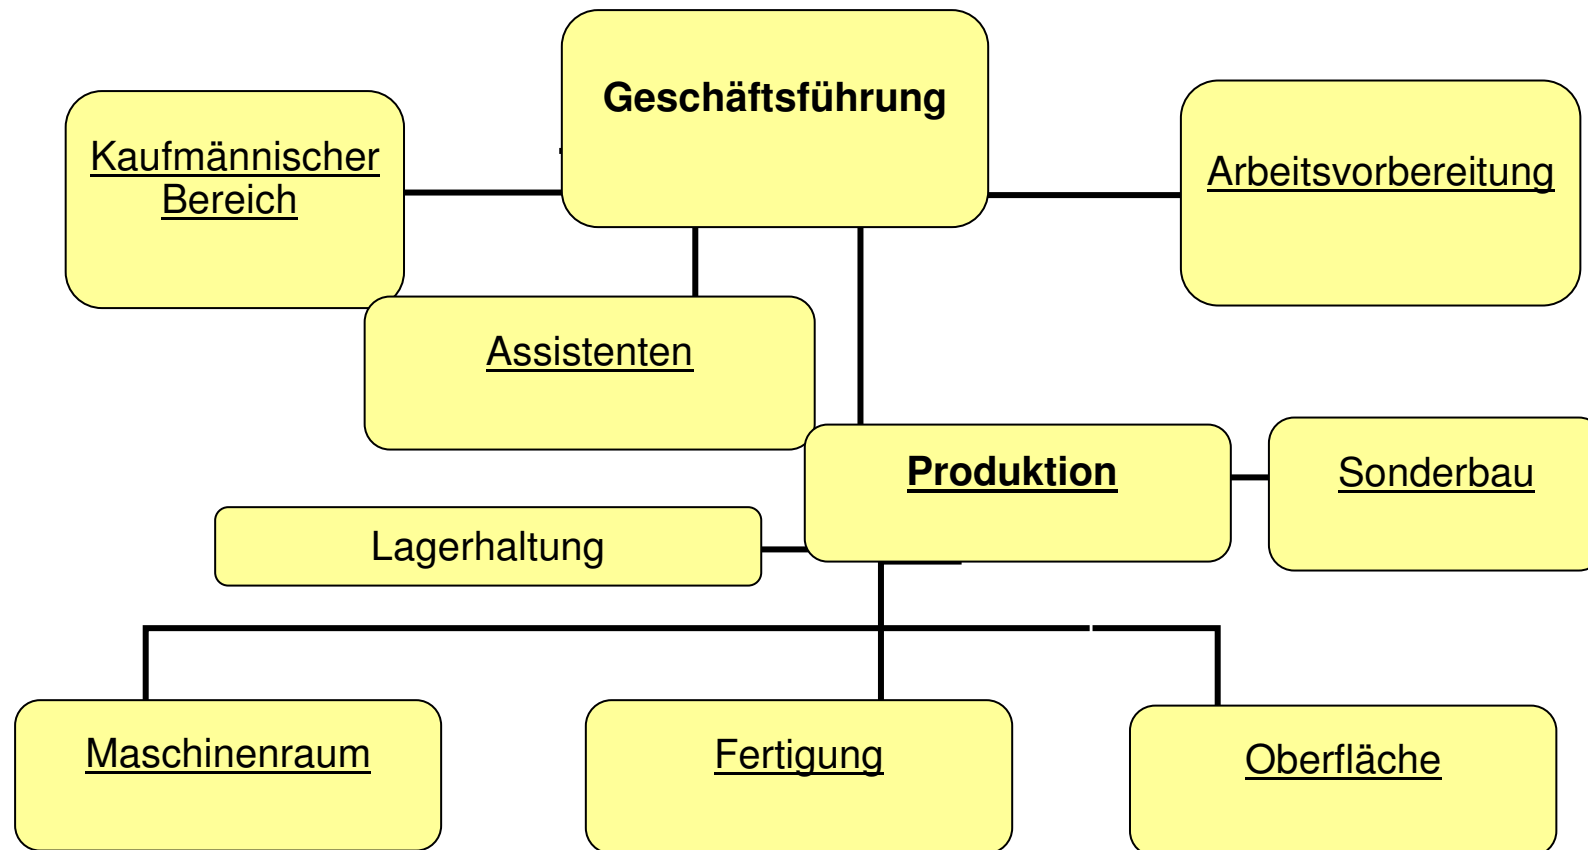 Geschäftsführung
Kaufmännischer
Bereich
Arbeitsvorbereitung
Assistenten
Produktion
Sonderbau
Lagerhaltung
Maschinenraum
Fertigung
Oberfläche